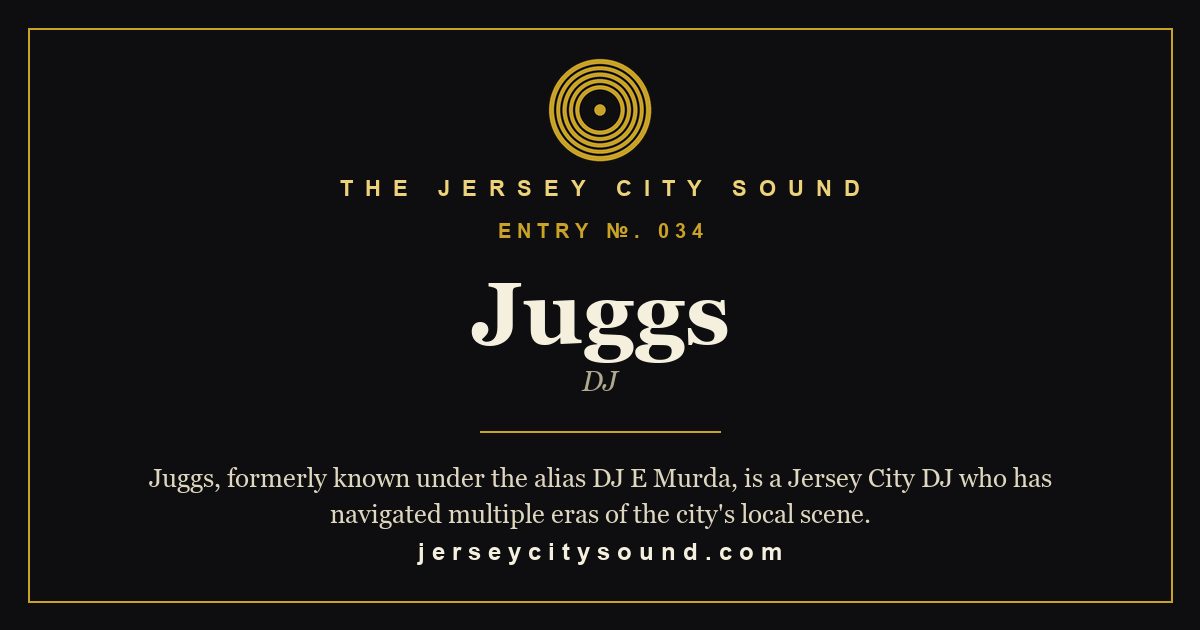 THE JERSEY CITY SOUND
ENTRY №. 034
Juggs
DJ
Juggs, formerly known under the alias DJ E Murda, is a Jersey City DJ who has
navigated multiple eras of the city's local scene.
jerseycitysound.com